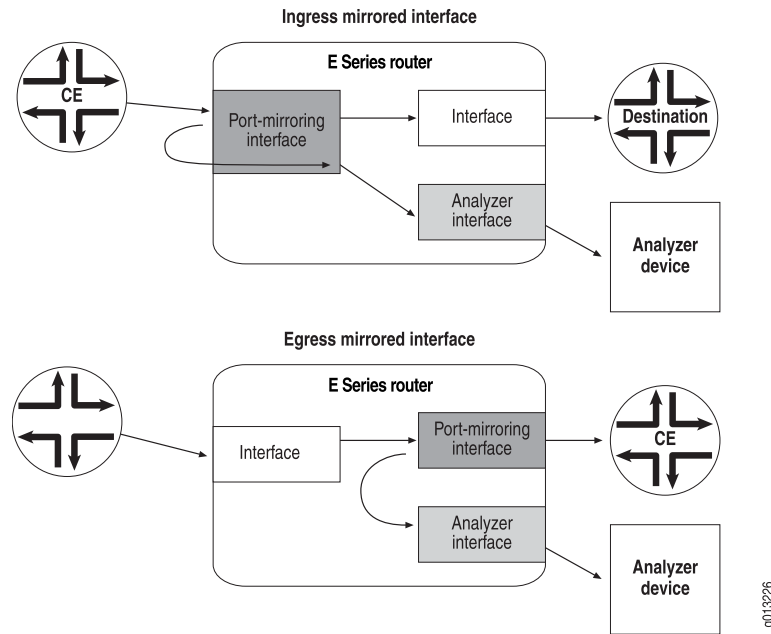 Ingress mirrored interface
E Series router
CE
Port-mirroring
interface
Interface
Destination
Analyzer
interface
Analyzer
device
Egress mirrored interface
E Series router
Interface
Port-mirroring
interface
CE
Analyzer
interface
Analyzer
device
g013226